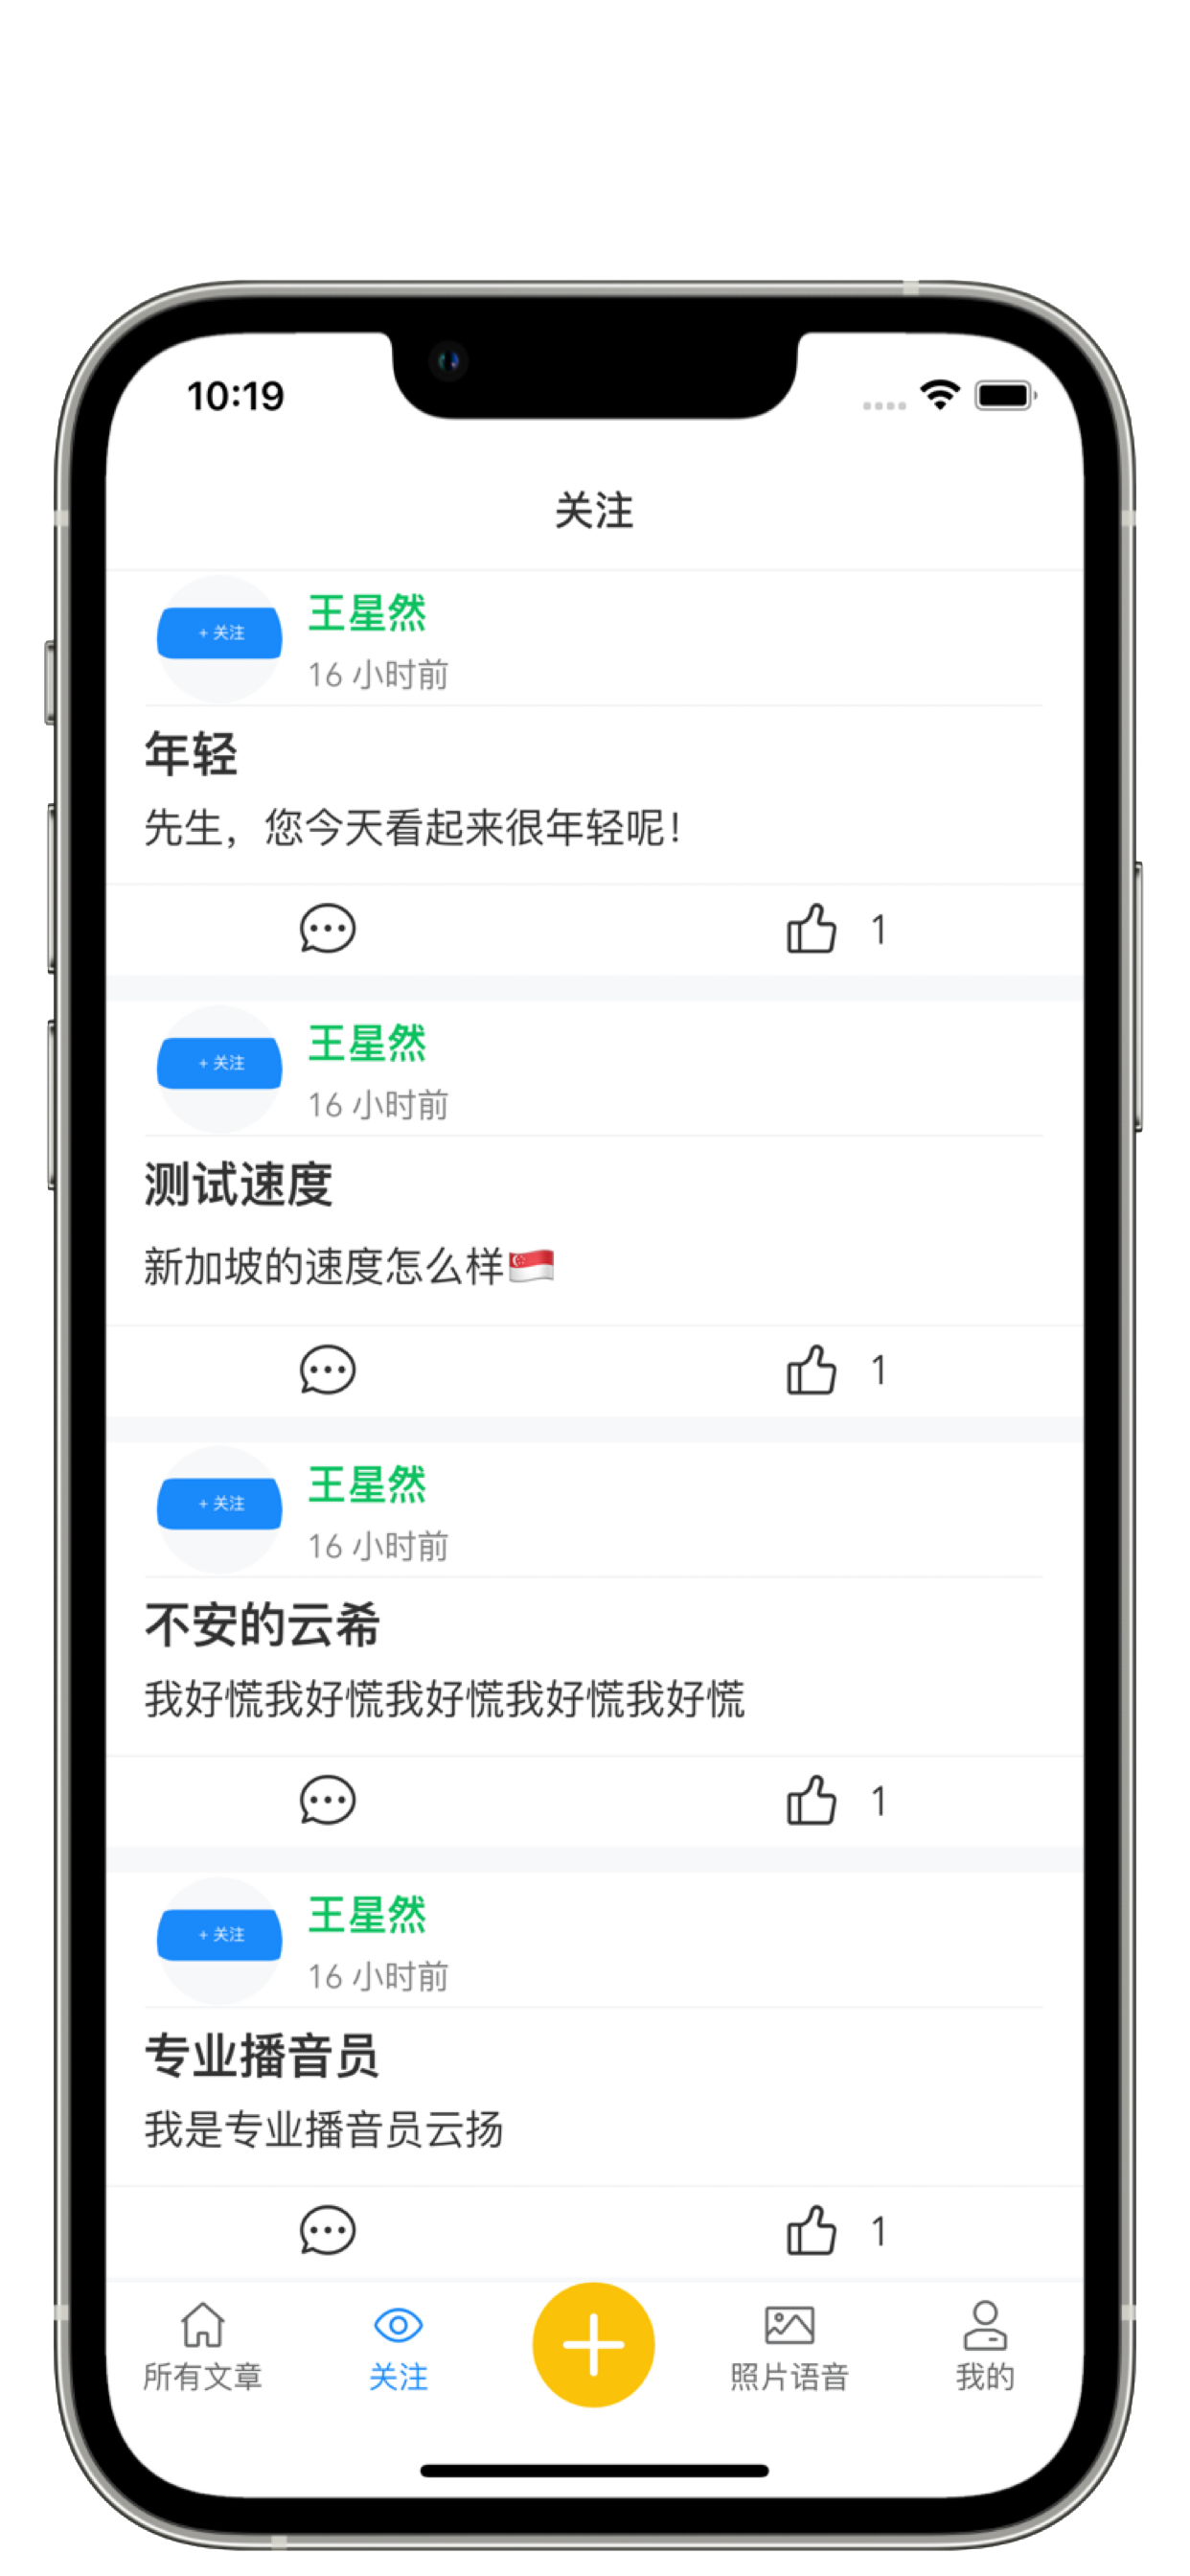 10:19
关注
+ 关注
王星然
16 小时前
年轻
先生，您今天看起来很年轻呢！
1
+ 关注
王星然
16 小时前
测试速度
新加坡的速度怎么样🇸🇬
1
+ 关注
王星然
16 小时前
不安的云希
我好慌我好慌我好慌我好慌我好慌
1
+ 关注
王星然
16 小时前
专业播音员
我是专业播音员云扬
1
所有文章 关注 照片语音 我的